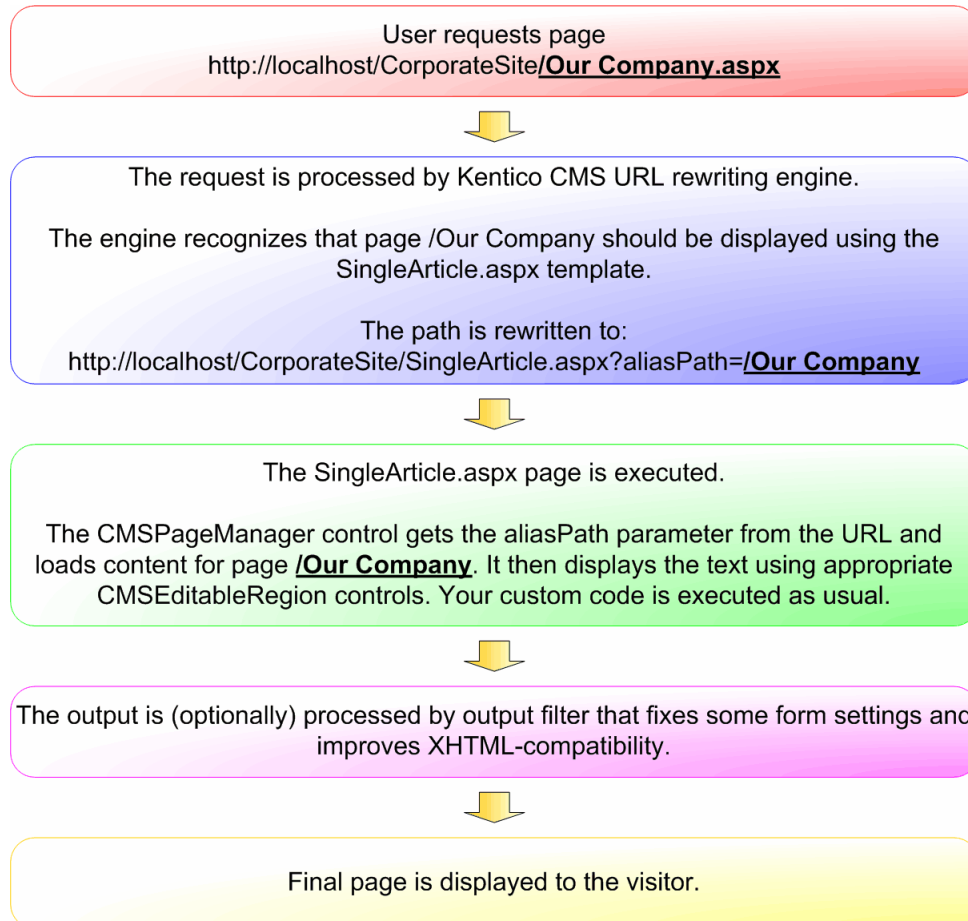 User requests page
http://localhost/CorporateSite/Our Company.aspx
The request is processed by Kentico CMS URL rewriting engine.
The engine recognizes that page /Our Company should be displayed using the
SingleArticle.aspx template.
The path is rewritten to:
http://localhost/CorporateSite/SingleArticle.aspx?aliasPath=/Our Company
The SingleArticle.aspx page is executed.
The CMSPageManager control gets the aliasPath parameter from the URL and
loads content for page /Our Company. It then displays the text using appropriate
CMSEditableRegion controls. Your custom code is executed as usual.
The output is (optionally) processed by output filter that fixes some form settings and
improves XHTML-compatibility.
Final page is displayed to the visitor.